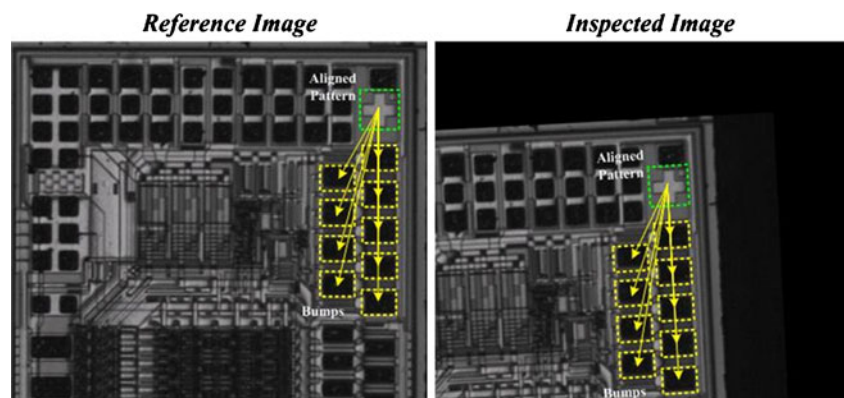 Reference Image
Inspected Image
Aligned
Pattern
Bumps
Aligned
Pattern
Bumps